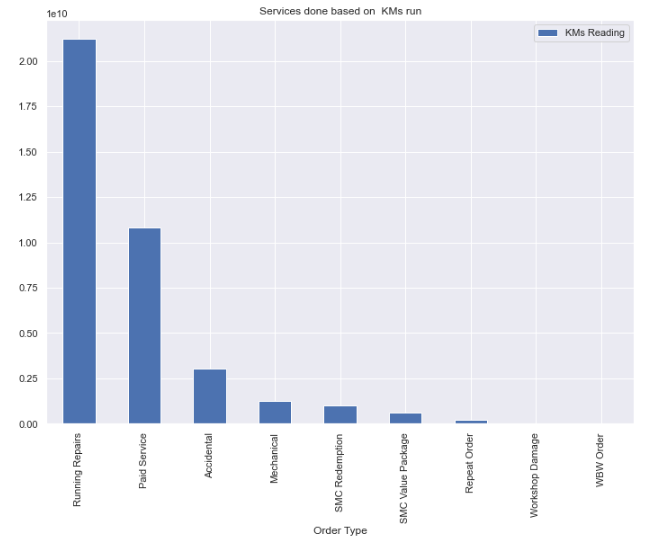 Services done based on  KMs run
1e10
KMs Reading
2.00
1.75
1.50
1.25
1.00
0.75
0.50
0.25
0.00
Running Repairs
Paid Service
Accidental
Mechanical
SMC Redemption
SMC Value Package
Repeat Order
Workshop Damage
WBW Order
Order Type